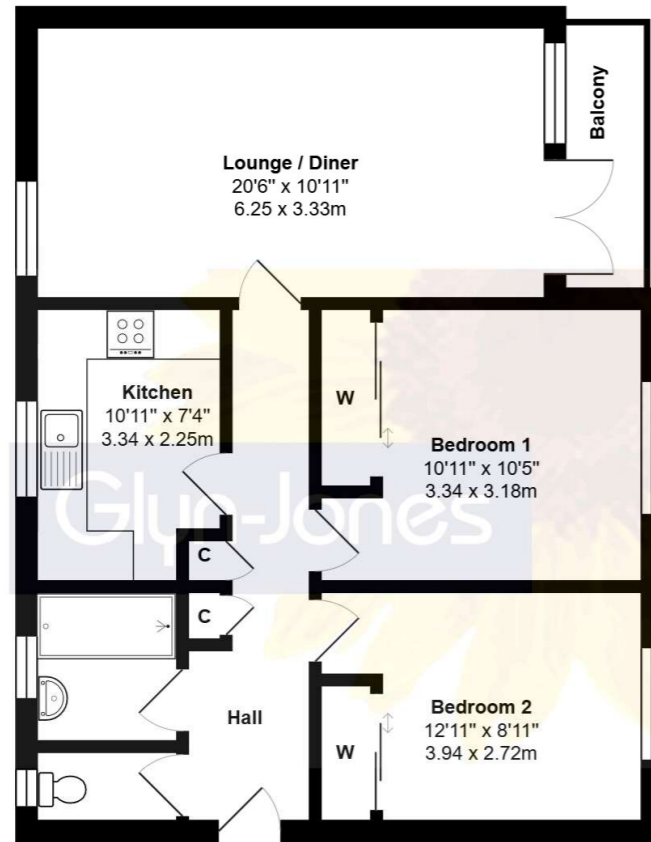 Balcony
Lounge / Diner
20'6" x 10'11"
6.25 x 3.33m
Kitchen
10'11" x 7'4"
3.34 x 2.25m
W
Bedroom 1
10'11" x 10'5"
3.34 x 3.18m
Glyn-Jones
C
C
Hall
W
Bedroom 2
12'11" x 8'11"
3.94 x 2.72m